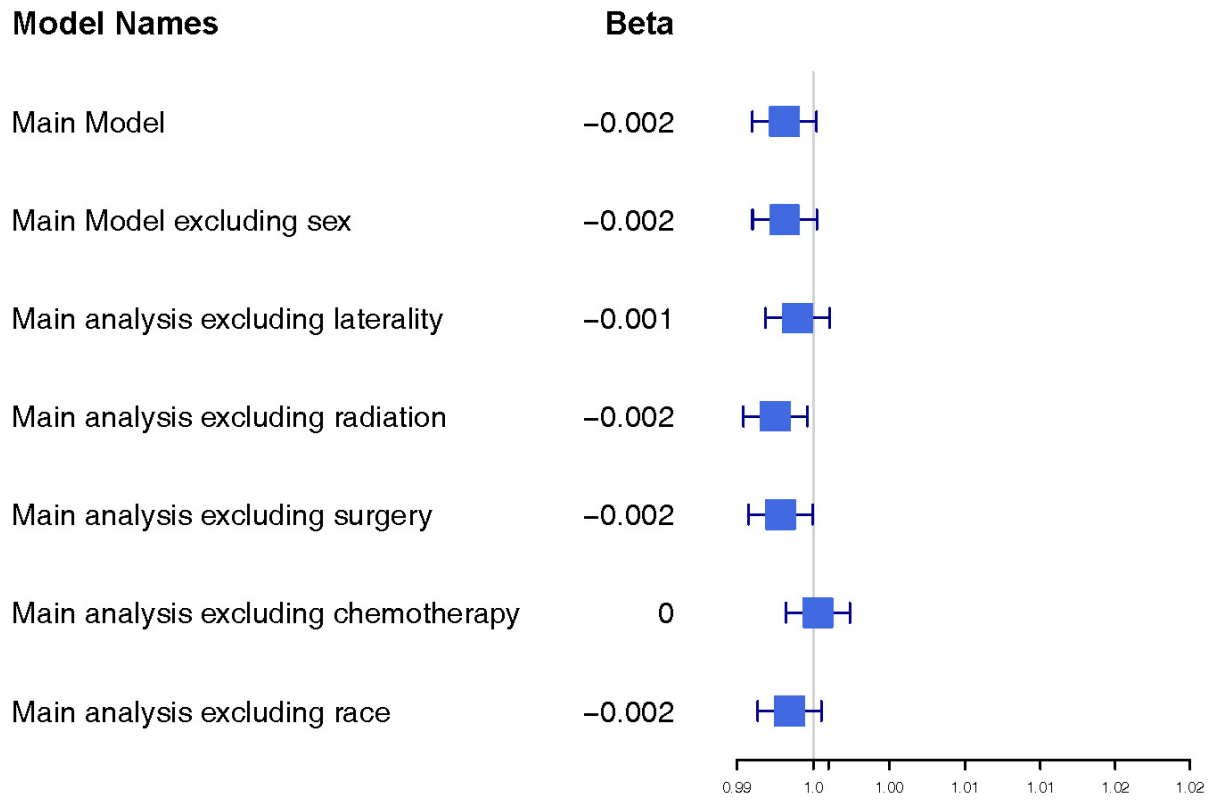 Model Names Beta
Main Model −0.002
Main Model excluding sex −0.002
Main analysis excluding laterality −0.001
Main analysis excluding radiation −0.002
Main analysis excluding surgery −0.002
Main analysis excluding chemotherapy 0
Main analysis excluding race −0.002
0.99 1.0 1.00 1.01 1.01 1.02 1.02